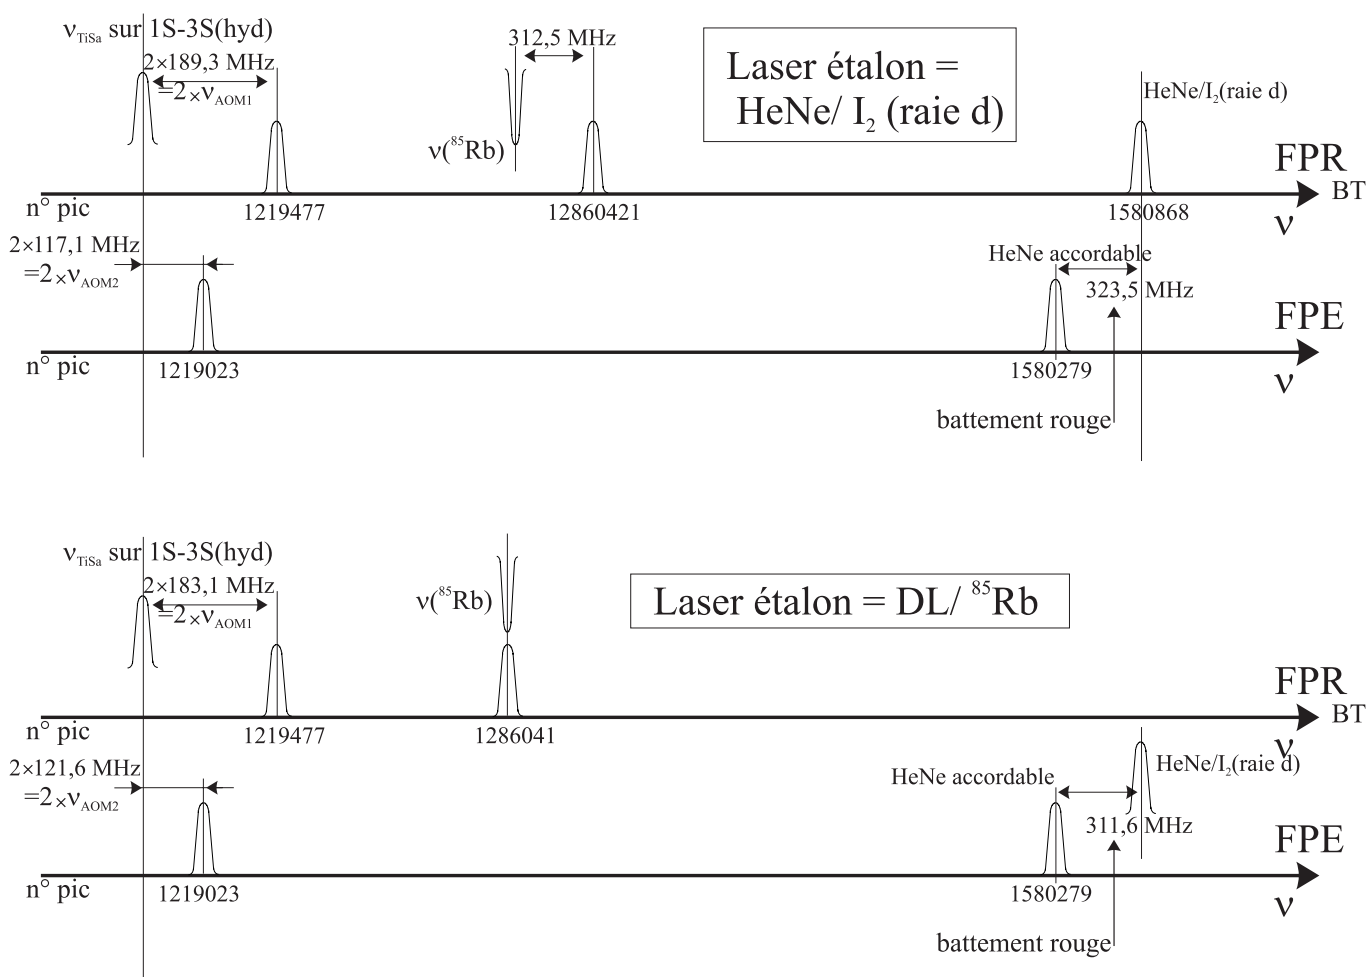 ν_TiSa sur 1S-3S(hyd)
2×189,3 MHz
=2×ν_AOM1
312,5 MHz
ν(⁸⁵Rb)
Laser étalon =
HeNe/ I₂ (raie d)
HeNe/I₂(raie d)
FPR
BT
n° pic
1219477
12860421
1580868
ν
2×117,1 MHz
=2×ν_AOM2
HeNe accordable
323,5 MHz
FPE
n° pic
1219023
1580279
ν
battement rouge
ν_TiSa sur 1S-3S(hyd)
2×183,1 MHz
=2×ν_AOM1
ν(⁸⁵Rb)
Laser étalon = DL/ ⁸⁵Rb
FPR
BT
n° pic
1219477
1286041
ν
2×121,6 MHz
=2×ν_AOM2
HeNe accordable
HeNe/I₂(raie d)
311,6 MHz
FPE
n° pic
1219023
1580279
ν
battement rouge